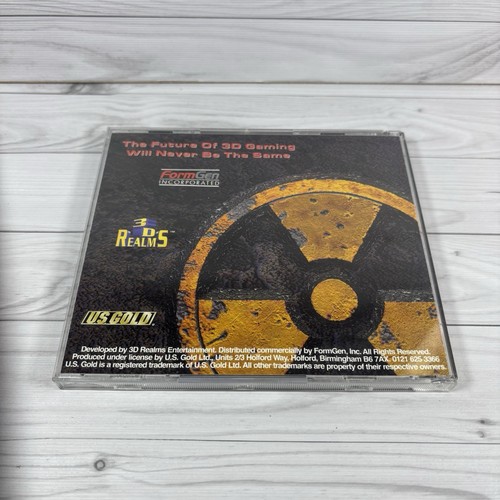 The Future Of 3D Gaming
Will Never Be The Same
FormGen
INCORPORATED
3
D
REALMS™
U.S. GOLD.
Developed by 3D Realms Entertainment. Distributed commercially by FormGen, Inc. All Rights Reserved.
Produced under license by U.S. Gold Ltd., Units 2/3 Holford Way, Holford, Birmingham B6 7AX. 0121 625 3366
U.S. Gold is a registered trademark of U.S. Gold Ltd. All other trademarks are property of their respective owners.